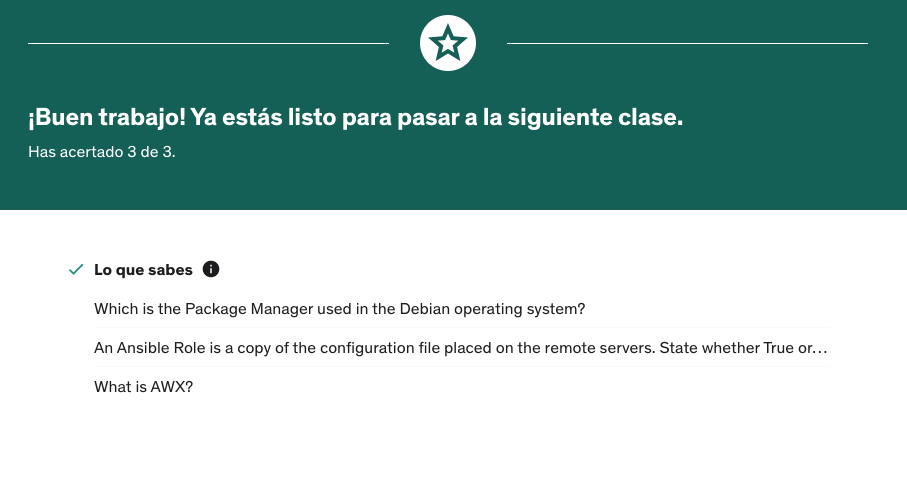 ¡Buen trabajo! Ya estás listo para pasar a la siguiente clase.
Has acertado 3 de 3.
Lo que sabes
Which is the Package Manager used in the Debian operating system?
An Ansible Role is a copy of the configuration file placed on the remote servers. State whether True or...
What is AWX?